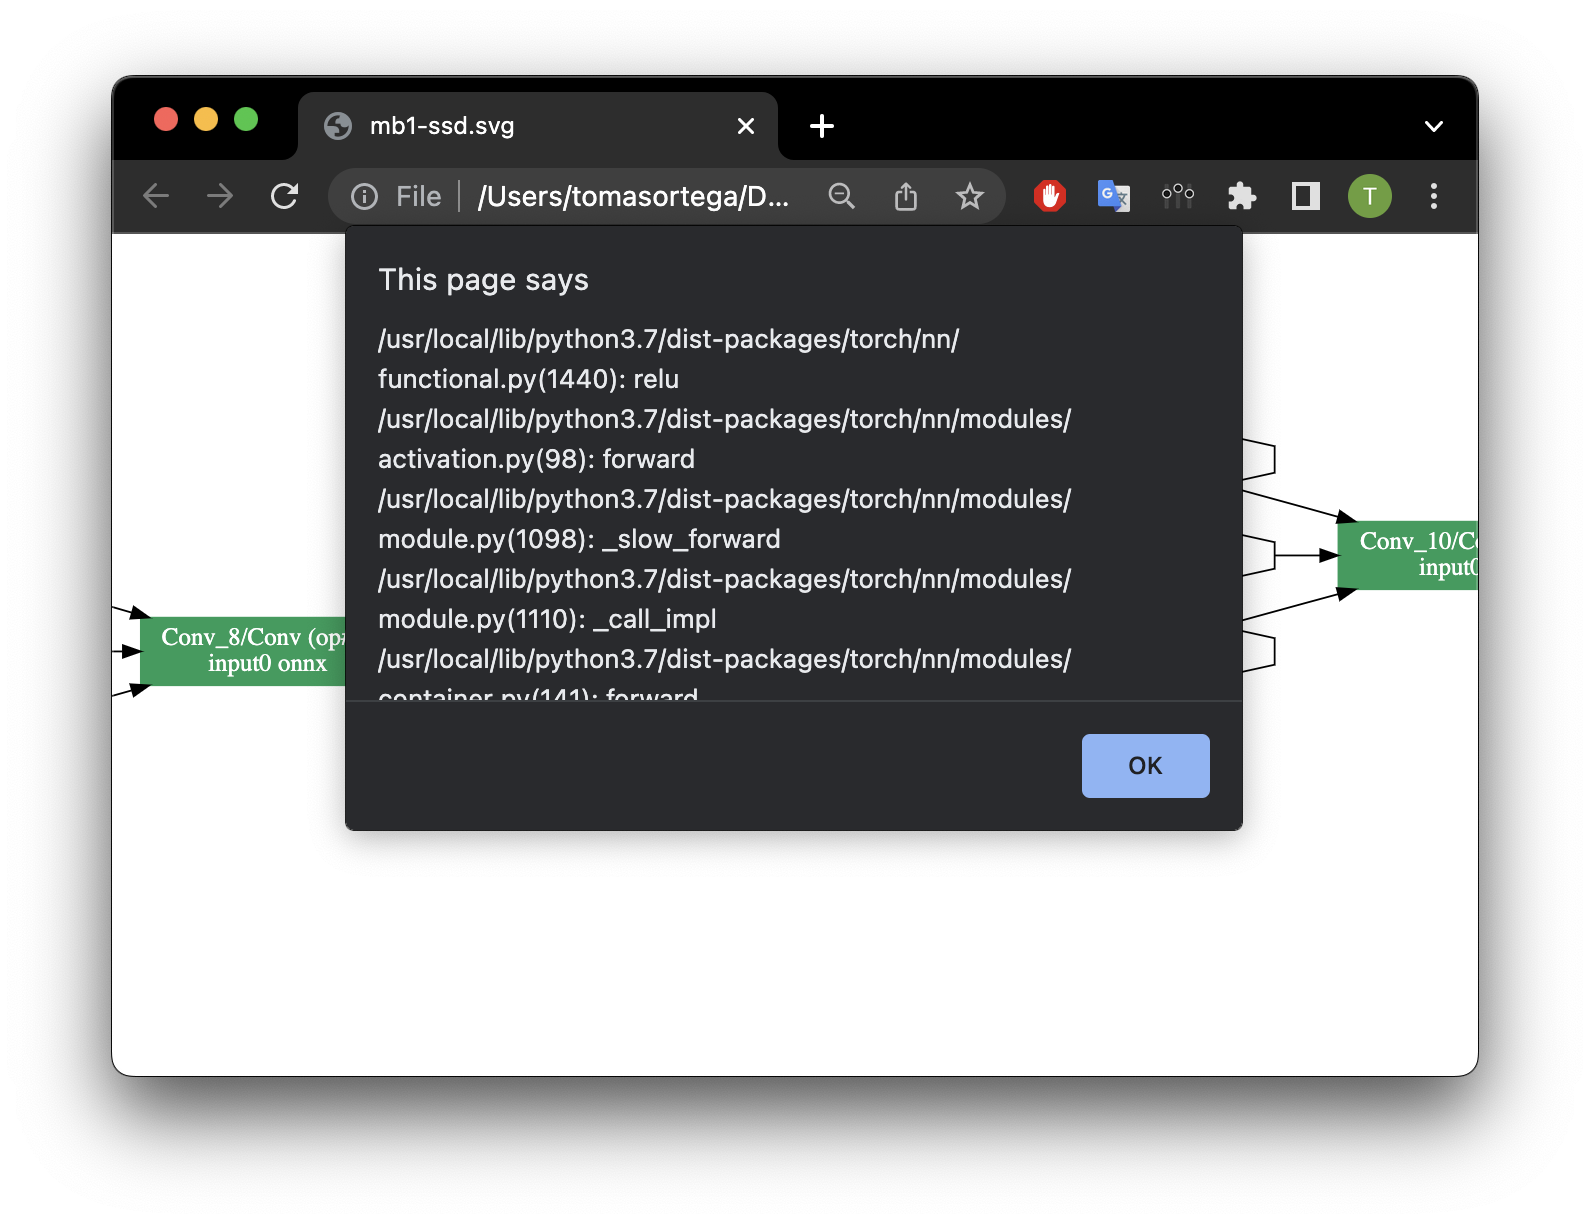 mb1-ssd.svg
File /Users/tomasortega/D...
T
This page says
/usr/local/lib/python3.7/dist-packages/torch/nn/
functional.py(1440): relu
/usr/local/lib/python3.7/dist-packages/torch/nn/modules/
activation.py(98): forward
/usr/local/lib/python3.7/dist-packages/torch/nn/modules/
module.py(1098): _slow_forward
/usr/local/lib/python3.7/dist-packages/torch/nn/modules/
module.py(1110): _call_impl
/usr/local/lib/python3.7/dist-packages/torch/nn/modules/
container.py(141): forward
OK
Conv_8/Conv (op#
input0 onnx
Conv_10/Co
input0